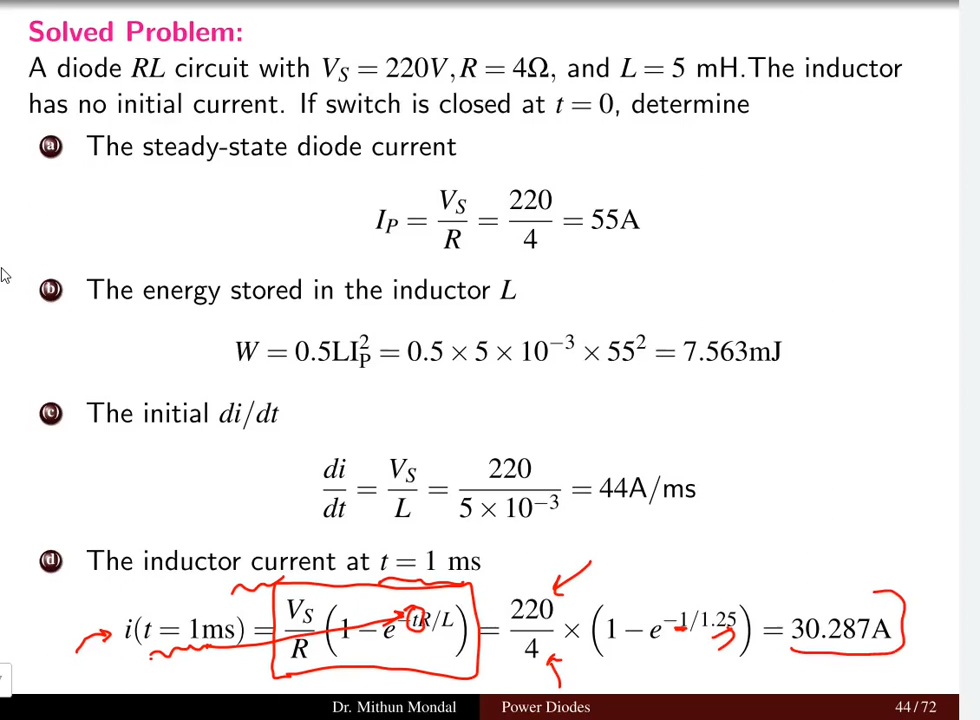 Solved Problem:
A diode RL circuit with V_S = 220V, R = 4Ω, and L = 5 mH.The inductor
has no initial current. If switch is closed at t = 0, determine
(a) The steady-state diode current
I_P = V_S/R = 220/4 = 55A
(b) The energy stored in the inductor L
W = 0.5LI_P^2 = 0.5 × 5 × 10^−3 × 55^2 = 7.563mJ
(c) The initial di/dt
di/dt = V_S/L = 220/(5 × 10^−3) = 44A/ms
(d) The inductor current at t = 1 ms
i(t = 1ms) = V_S/R (1 − e^−tR/L) = 220/4 × (1 − e^−1/1.25) = 30.287A
Dr. Mithun Mondal Power Diodes 44/72